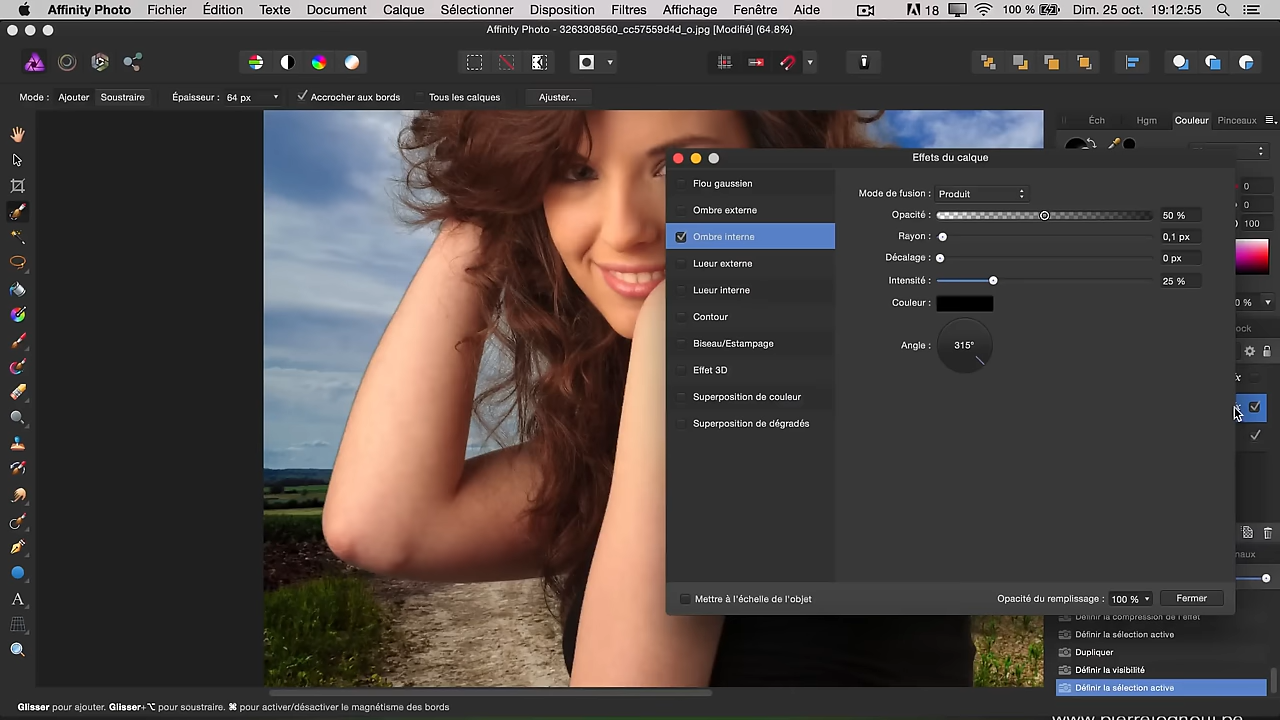 Affinity Photo Fichier Édition Texte Document Calque Sélectionner Disposition Filtres Affichage Fenêtre Aide 18 100 % Dim. 25 oct. 19:12:55
Affinity Photo - 3263308560_cc57559d4d_o.jpg [Modifié] (64.8%)
Mode : Ajouter Soustraire Épaisseur : 64 px Accrocher aux bords Tous les calques Ajuster...
Éch Hgm Couleur Pinceaux
Effets du calque
Flou gaussien
Ombre externe
Ombre interne
Lueur externe
Lueur interne
Contour
Biseau/Estampage
Effet 3D
Superposition de couleur
Superposition de dégradés
Mode de fusion : Produit
Opacité : 50 %
Rayon : 0,1 px
Décalage : 0 px
Intensité : 25 %
Couleur :
Angle : 315°
0
0
100
0 %
Mettre à l'échelle de l'objet
Opacité du remplissage : 100 % Fermer
Définir la compression de l'effet
Définir la sélection active
Dupliquer
Définir la visibilité
Définir la sélection active
Glisser pour ajouter. Glisser+⌥ pour soustraire. ⌘ pour activer/désactiver le magnétisme des bords